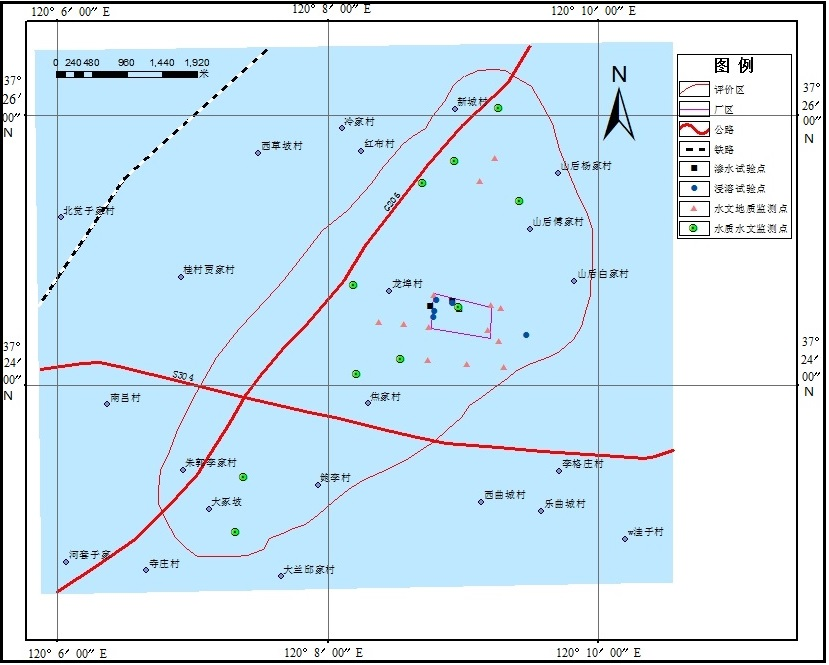 120° 6′ 00″ E
120° 8′ 00″ E
120° 10′ 00″ E
0 240 480 960 1,440 1,920
米
37°
26′
00″
N
37°
26′
00″
N
N
图 例
评价区
厂区
公路
铁路
渗水试验点
浸溶试验点
水文地质监测点
水质水文监测点
新城村
冷家村
红布村
西草坡村
山后杨家村
北党子家村
G206
山后傅家村
桂村贾家村
山后白家村
龙埠村
37°
24′
00″
N
37°
24′
00″
N
S304
南吕村
焦家村
朱郭李家村
鲍李村
李格庄村
大冢坡
西曲城村
乐曲城村
w洼子村
河套子家
寺庄村
大兰邱家村
120° 6′ 00″ E
120° 8′ 00″ E
120° 10′ 00″ E